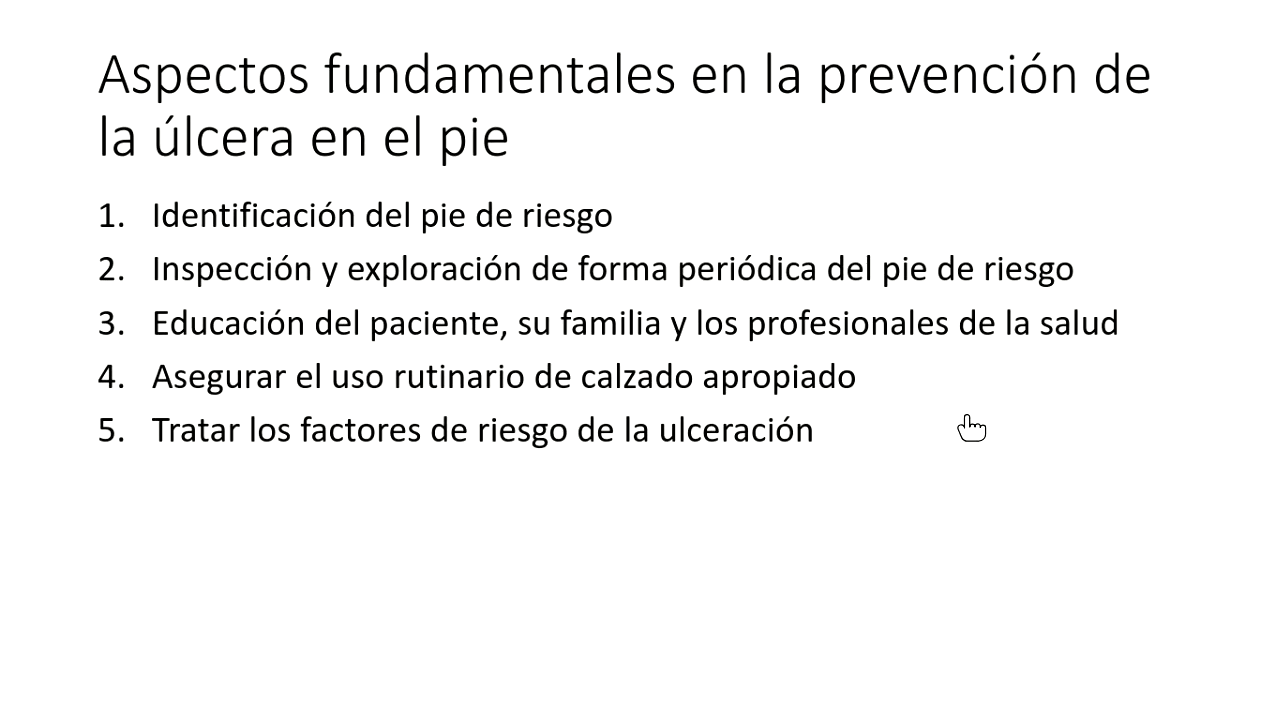 Aspectos fundamentales en la prevención de
la úlcera en el pie
1. Identificación del pie de riesgo
2. Inspección y exploración de forma periódica del pie de riesgo
3. Educación del paciente, su familia y los profesionales de la salud
4. Asegurar el uso rutinario de calzado apropiado
5. Tratar los factores de riesgo de la ulceración